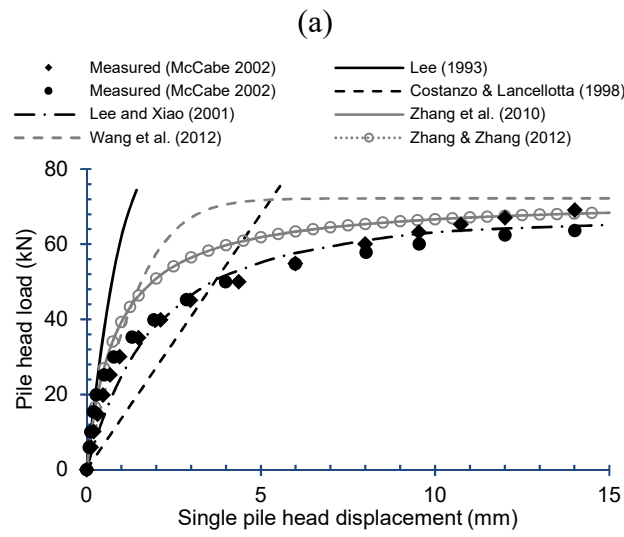 (a)
Measured (McCabe 2002) Lee (1993)
Measured (McCabe 2002) Costanzo & Lancellotta (1998)
Lee and Xiao (2001) Zhang et al. (2010)
Wang et al. (2012) Zhang & Zhang (2012)
80
60
40
20
0
Pile head load (kN)
0 5 10 15
Single pile head displacement (mm)